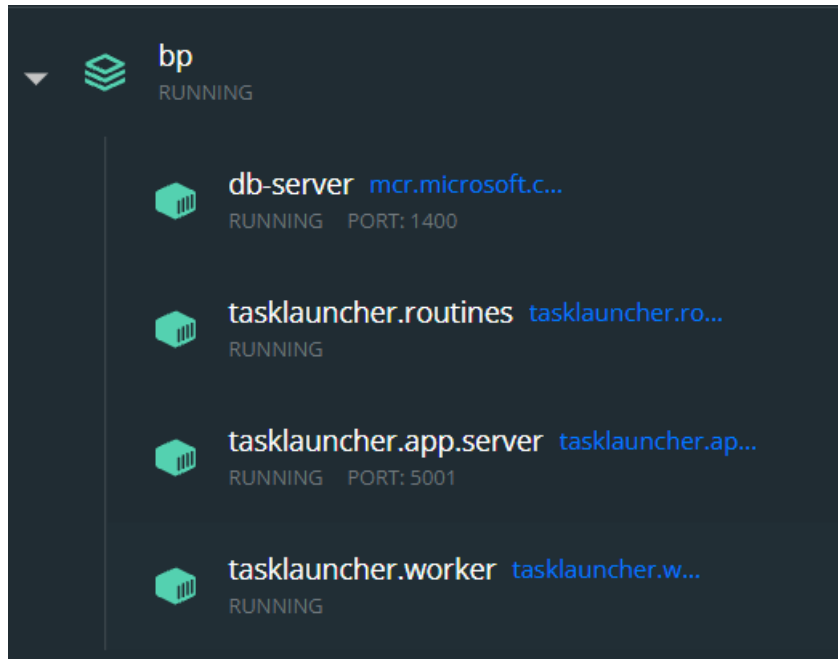 bp
RUNNING
db-server mcr.microsoft.c...
RUNNING PORT: 1400
tasklauncher.routines tasklauncher.ro...
RUNNING
tasklauncher.app.server tasklauncher.ap...
RUNNING PORT: 5001
tasklauncher.worker tasklauncher.w...
RUNNING